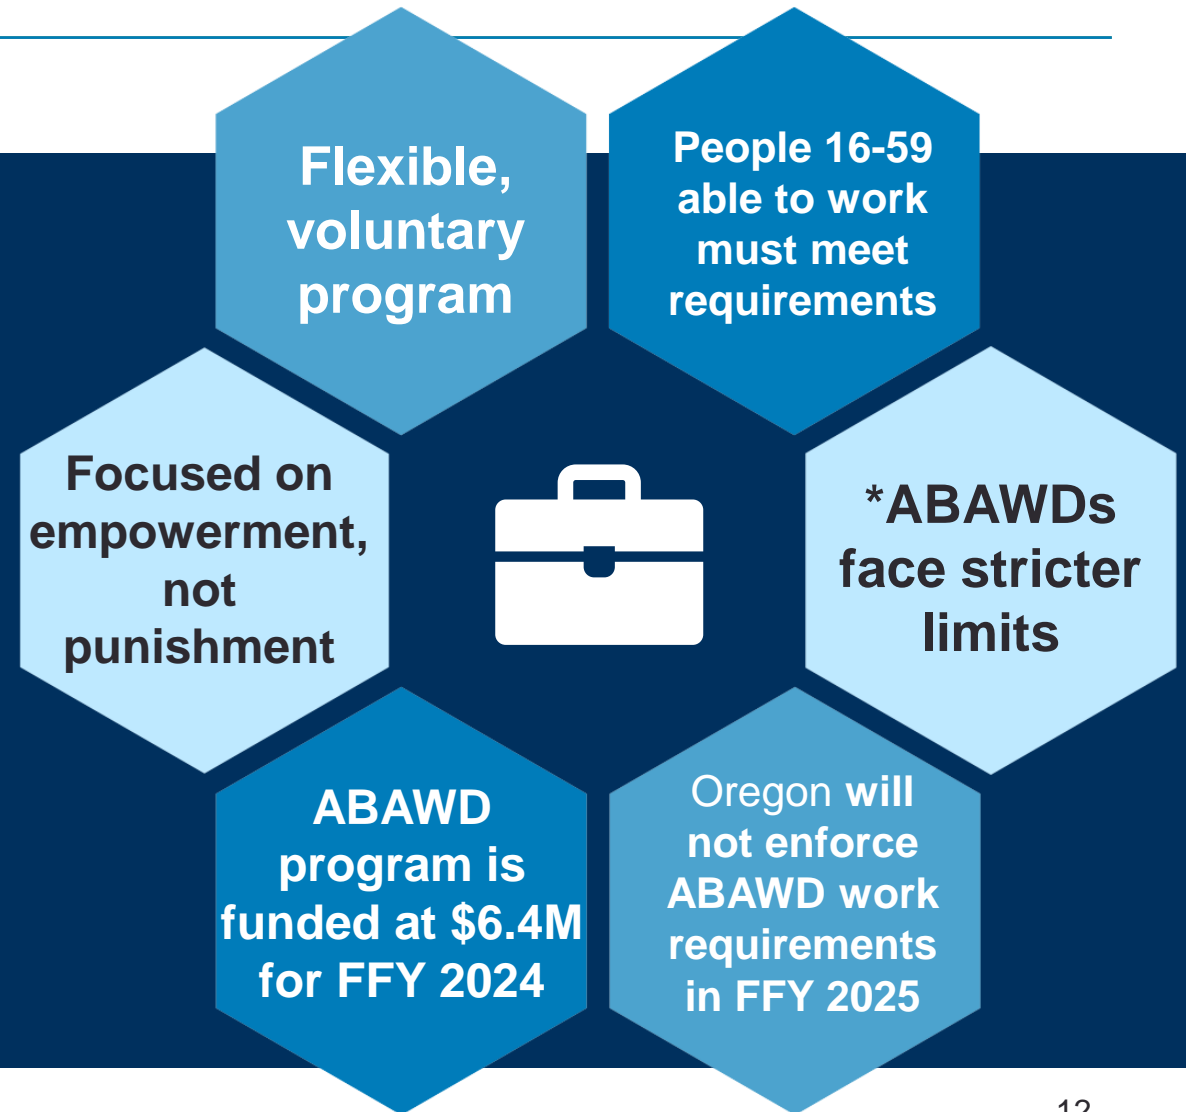 Flexible,
voluntary
program
People 16-59
able to work
must meet
requirements
Focused on
empowerment,
not
punishment
*ABAWDs
face stricter
limits
ABAWD
program is
funded at $6.4M
for FFY 2024
Oregon will
not enforce
ABAWD work
requirements
in FFY 2025
12